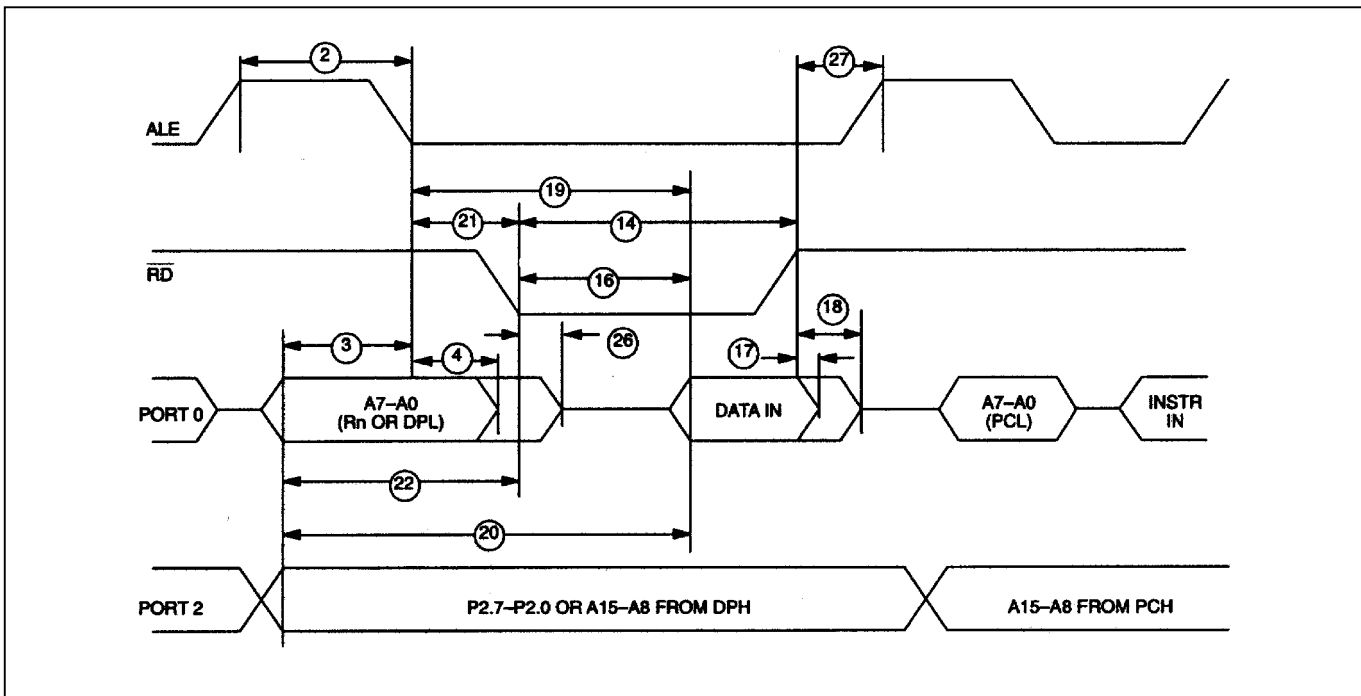 2
27
ALE
19
21
14
R̅D̅
16
18
3
4
26
17
PORT 0
A7–A0
(Rn OR DPL)
DATA IN
A7–A0
(PCL)
INSTR
IN
22
20
PORT 2
P2.7–P2.0 OR A15–A8 FROM DPH
A15–A8 FROM PCH